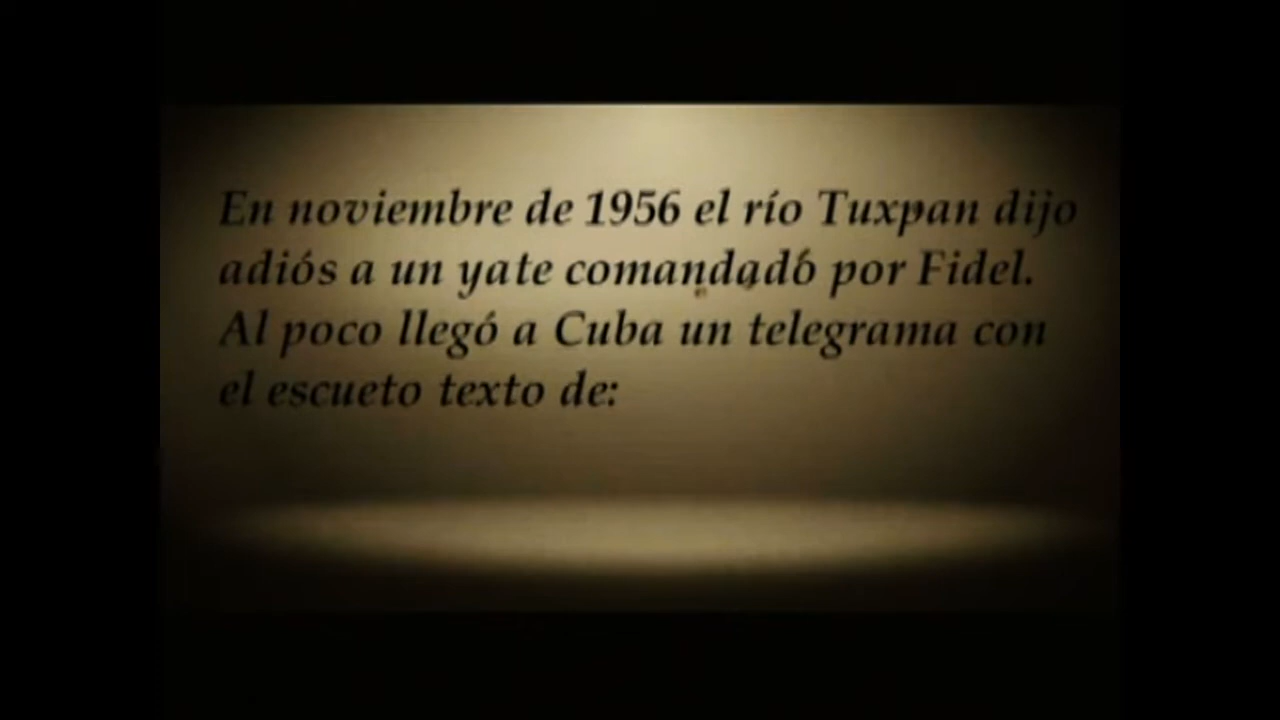 En noviembre de 1956 el río Tuxpan dijo
adiós a un yate comandado por Fidel.
Al poco llegó a Cuba un telegrama con
el escueto texto de: